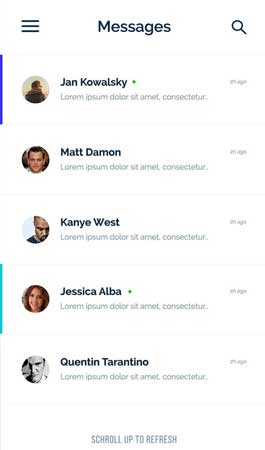 Messages
Jan Kowalsky
2h ago
Lorem ipsum dolor sit amet, consectetur..
Matt Damon
2h ago
Lorem ipsum dolor sit amet, consectetur..
Kanye West
2h ago
Lorem ipsum dolor sit amet, consectetur..
Jessica Alba
2h ago
Lorem ipsum dolor sit amet, consectetur..
Quentin Tarantino
2h ago
Lorem ipsum dolor sit amet, consectetur..
SCHROLL UP TO REFRESH